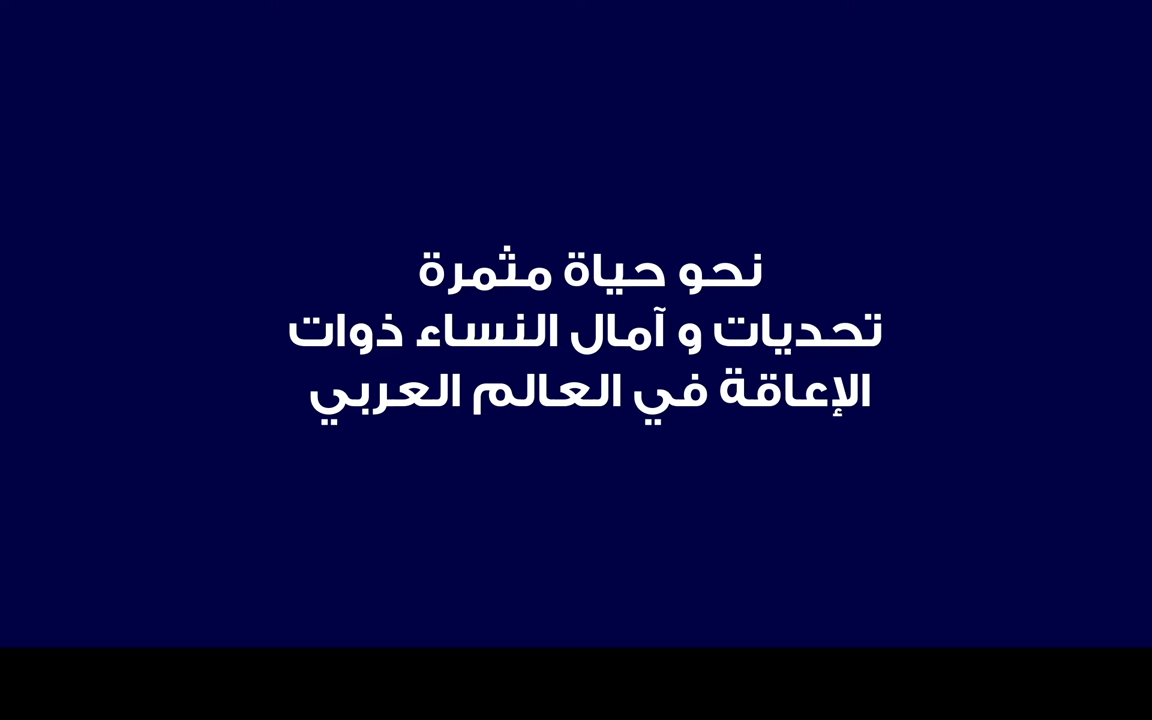 نحو حياة مثمرة
تحديات و آمال النساء ذوات
الإعاقة في العالم العربي